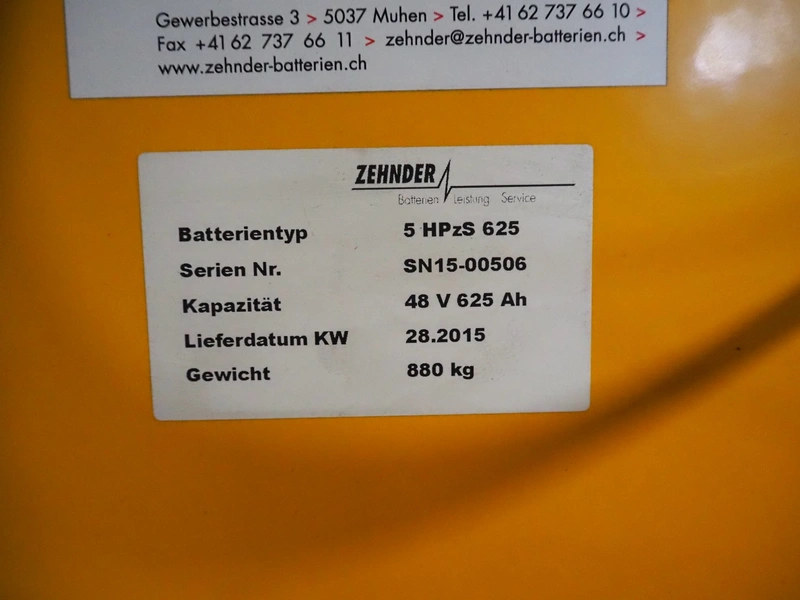 Gewerbestrasse 3 > 5037 Muhen > Tel. +41 62 737 66 10 >
Fax +41 62 737 66 11 > zehnder@zehnder-batterien.ch >
www.zehnder-batterien.ch
ZEHNDER
Batterien Leistung Service
Batterientyp 5 HPzS 625
Serien Nr. SN15-00506
Kapazität 48 V 625 Ah
Lieferdatum KW 28.2015
Gewicht 880 kg